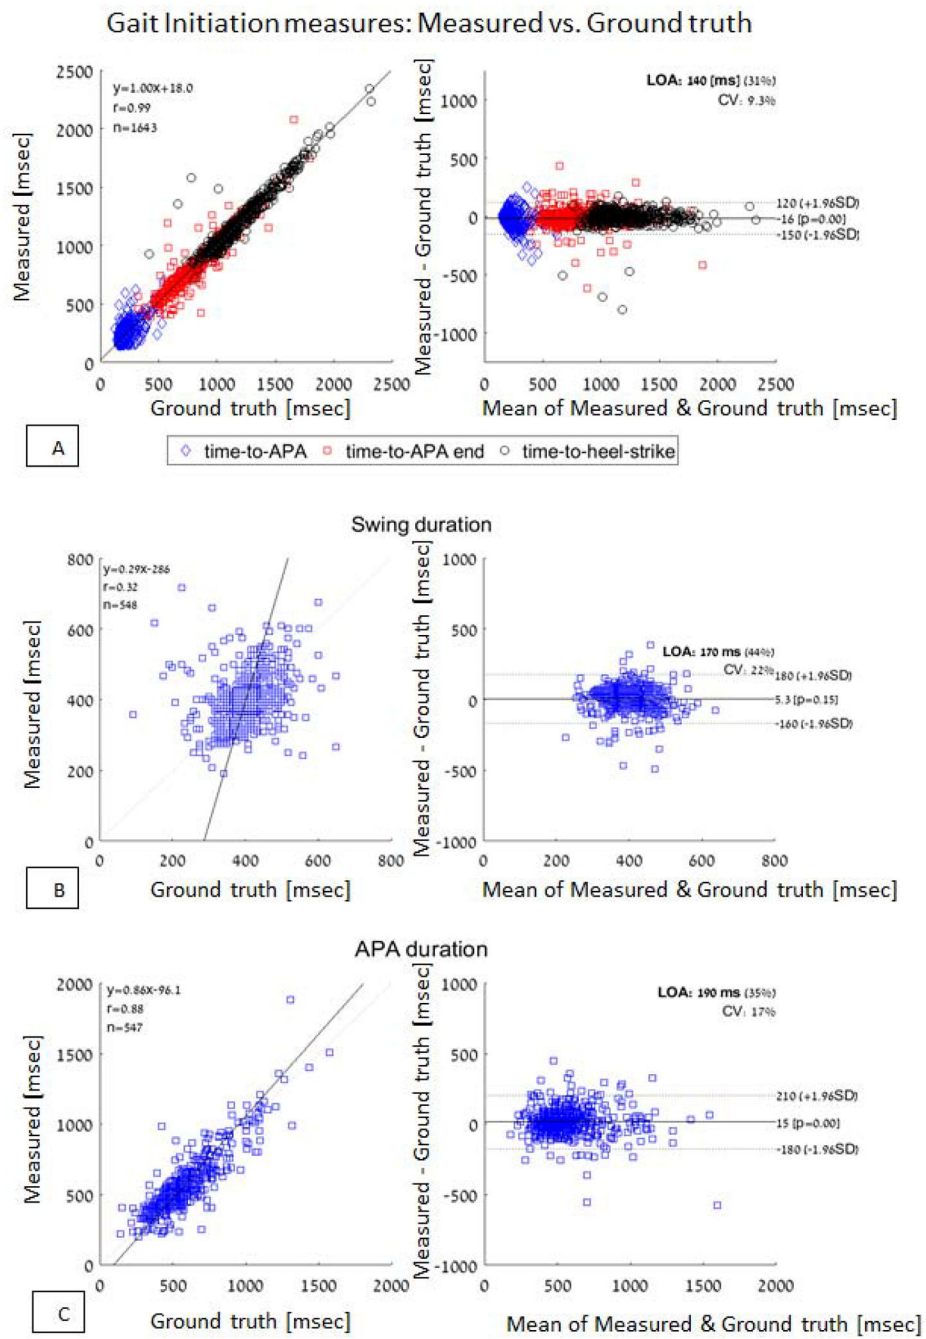 Gait Initiation measures: Measured vs. Ground truth
Measured [msec]
2500
2000
1500
1000
500
0
y=1.00x+18.0
r=0.99
n=1643
0 500 1000 1500 2000 2500
Ground truth [msec]
Measured - Ground truth [msec]
1000
500
0
-500
-1000
LOA: 140 [ms] (31%)
CV: 9.3%
120 (+1.96SD)
-16 [p=0.00]
-150 (-1.96SD)
0 500 1000 1500 2000 2500
Mean of Measured & Ground truth [msec]
A
time-to-APA time-to-APA end time-to-heel-strike
Swing duration
Measured [msec]
800
600
400
200
0
y=0.29x-286
r=0.32
n=548
0 200 400 600 800
Ground truth [msec]
Measured - Ground truth [msec]
1000
500
0
-500
-1000
LOA: 170 ms (44%)
CV: 22%
180 (+1.96SD)
5.3 [p=0.15]
-160 (-1.96SD)
0 200 400 600 800
Mean of Measured & Ground truth [msec]
B
APA duration
Measured [msec]
2000
1500
1000
500
0
y=0.86x-96.1
r=0.88
n=547
0 500 1000 1500 2000
Ground truth [msec]
Measured - Ground truth [msec]
1000
500
0
-500
-1000
LOA: 190 ms (35%)
CV: 17%
210 (+1.96SD)
15 [p=0.00]
-180 (-1.96SD)
0 500 1000 1500 2000
Mean of Measured & Ground truth [msec]
C